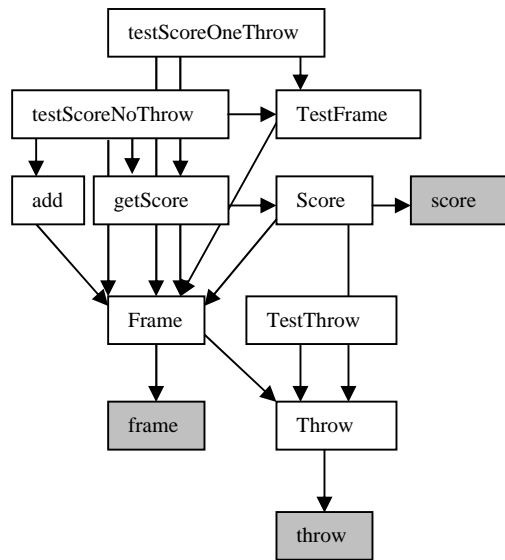 testScoreOneThrow
testScoreNoThrow
TestFrame
add
getScore
Score
score
Frame
TestThrow
frame
Throw
throw